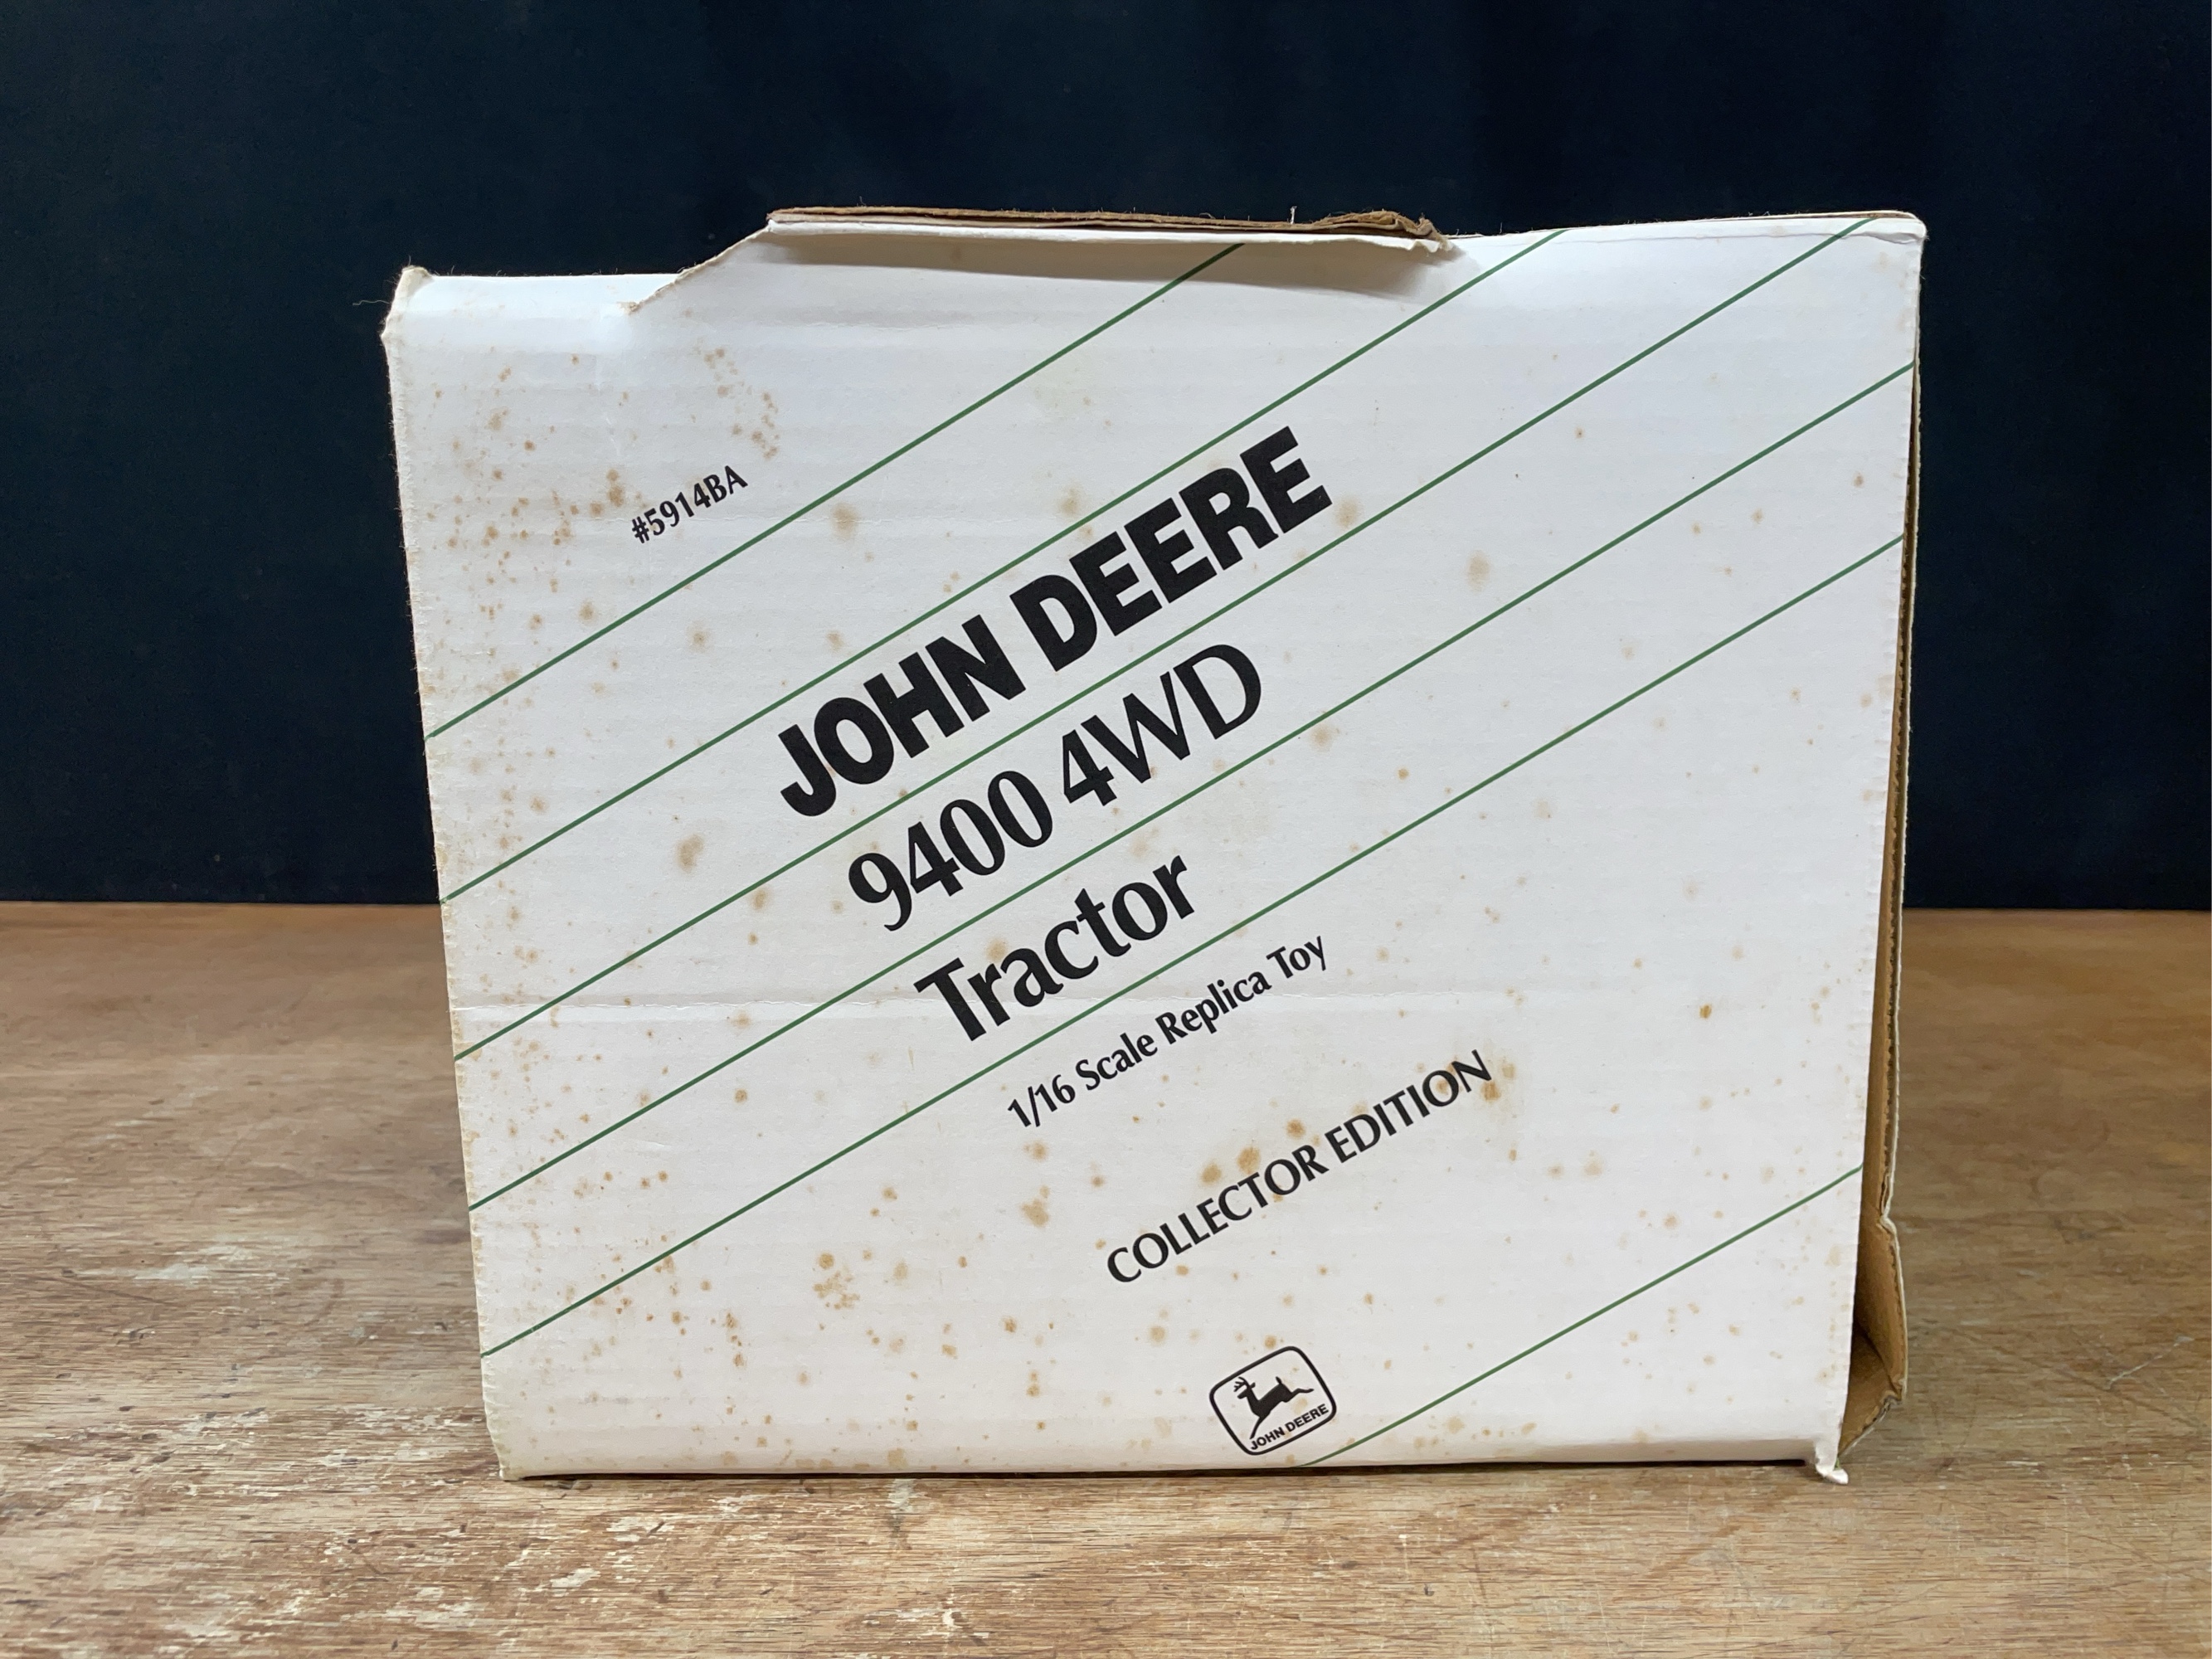 #5914BA
JOHN DEERE
9400 4WD
Tractor
1/16 Scale Replica Toy
COLLECTOR EDITION
JOHN DEERE